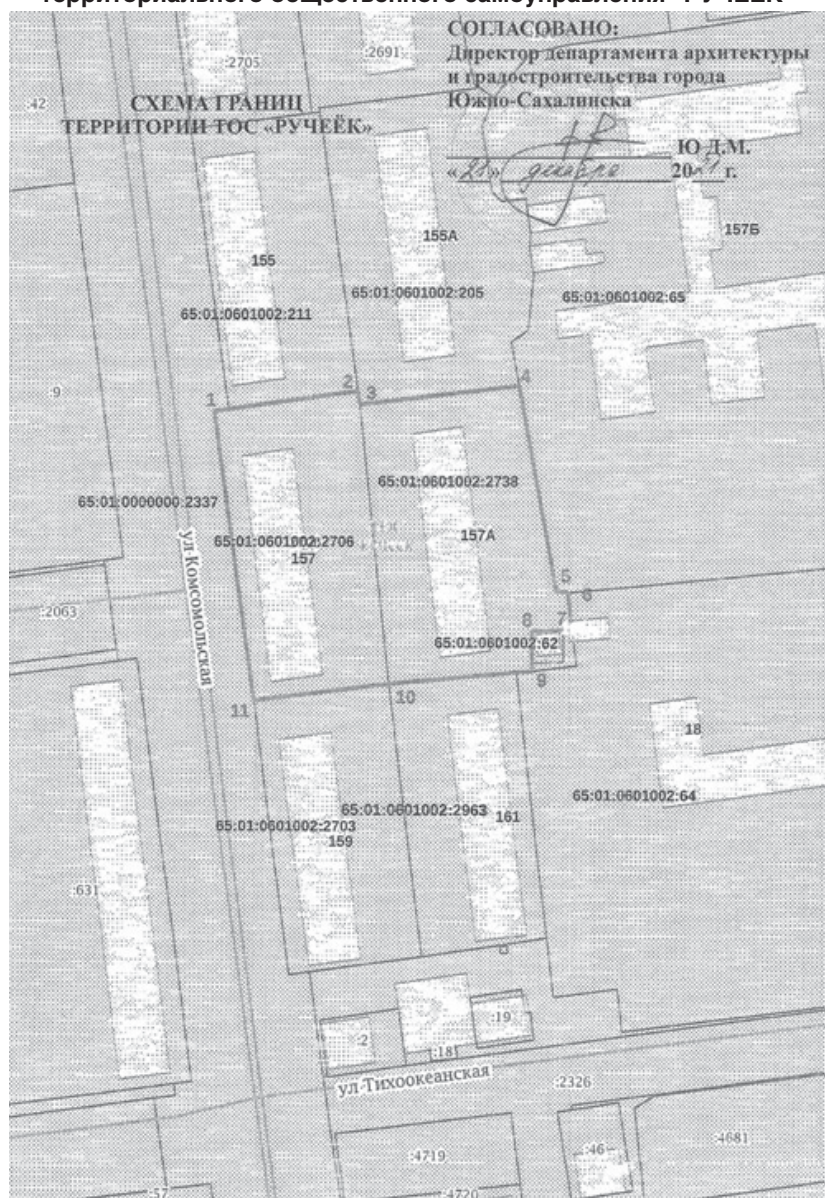 территориального общественного самоуправления "РУЧЕЕК"
СОГЛАСОВАНО:
Директор департамента архитектуры
и градостроительства города
Южно-Сахалинска
Ю Д.М.
«21» декабря 20 г.
СХЕМА ГРАНИЦ
ТЕРРИТОРИИ ТОС «РУЧЕЁК»
:2705
:2691
:42
157Б
155А
155
65:01:0601002:205
65:01:0601002:65
65:01:0601002:211
:9
1
2
3
4
65:01:0000000:2337
65:01:0601002:2738
65:01:0601002:2706
157
157А
ул Комсомольская
5
6
:2063
8
7
65:01:0601002:62
9
10
11
18
65:01:0601002:64
65:01:0601002:2963
161
65:01:0601002:2703
159
:631
:19
:2
:18
ул Тихоокеанская
:2326
:4719
:46
:4681
:57
:4720